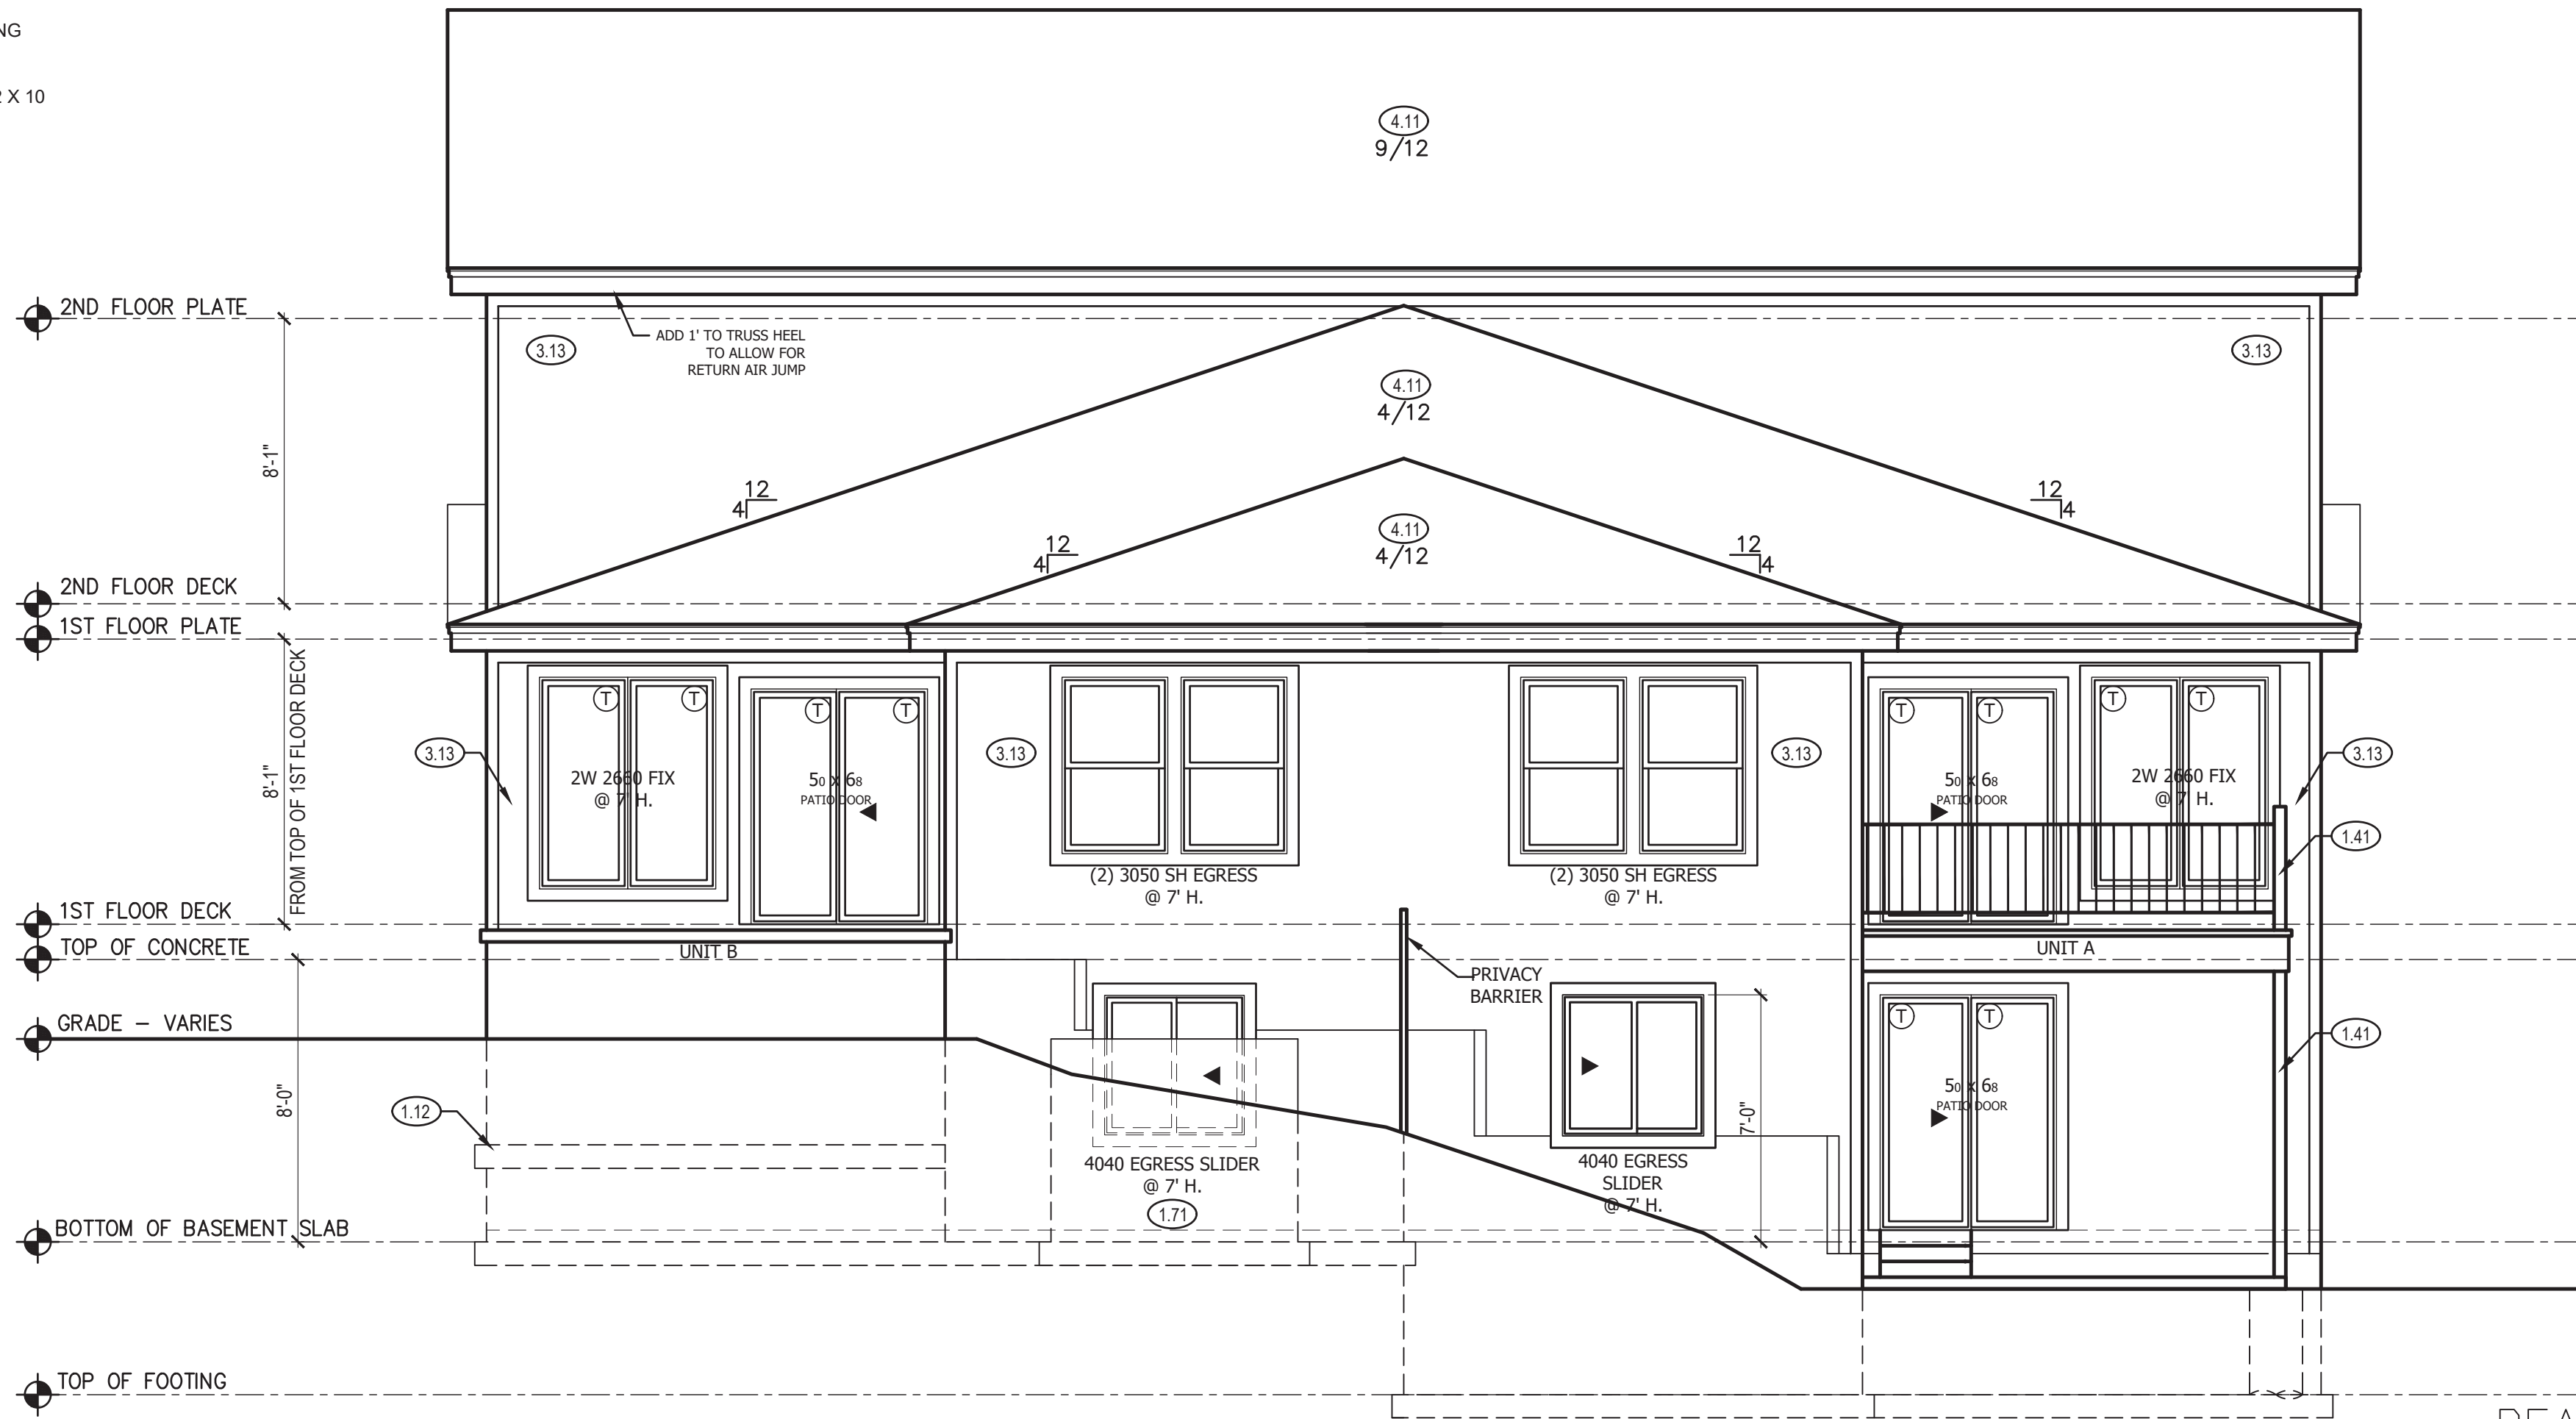 NG
2 X 10
4.11
9/12
2ND FLOOR PLATE
ADD 1' TO TRUSS HEEL
TO ALLOW FOR
RETURN AIR JUMP
3.13
3.13
4.11
4/12
8'-1"
12
4
12
4
4.11
4/12
12
4
12
4
2ND FLOOR DECK
1ST FLOOR PLATE
8'-1"
FROM TOP OF 1ST FLOOR DECK
T
T
T
T
T
T
T
T
3.13
3.13
3.13
3.13
2W 2660 FIX
@ 7' H.
50 x 68
PATIO DOOR
50 x 68
PATIO DOOR
2W 2660 FIX
@ 7' H.
1.41
(2) 3050 SH EGRESS
@ 7' H.
(2) 3050 SH EGRESS
@ 7' H.
1ST FLOOR DECK
TOP OF CONCRETE
UNIT B
UNIT A
PRIVACY
BARRIER
GRADE - VARIES
T
T
1.41
8'-0"
1.12
7'-0"
50 x 68
PATIO DOOR
4040 EGRESS SLIDER
@ 7' H.
1.71
4040 EGRESS
SLIDER
@ 7' H.
BOTTOM OF BASEMENT SLAB
TOP OF FOOTING